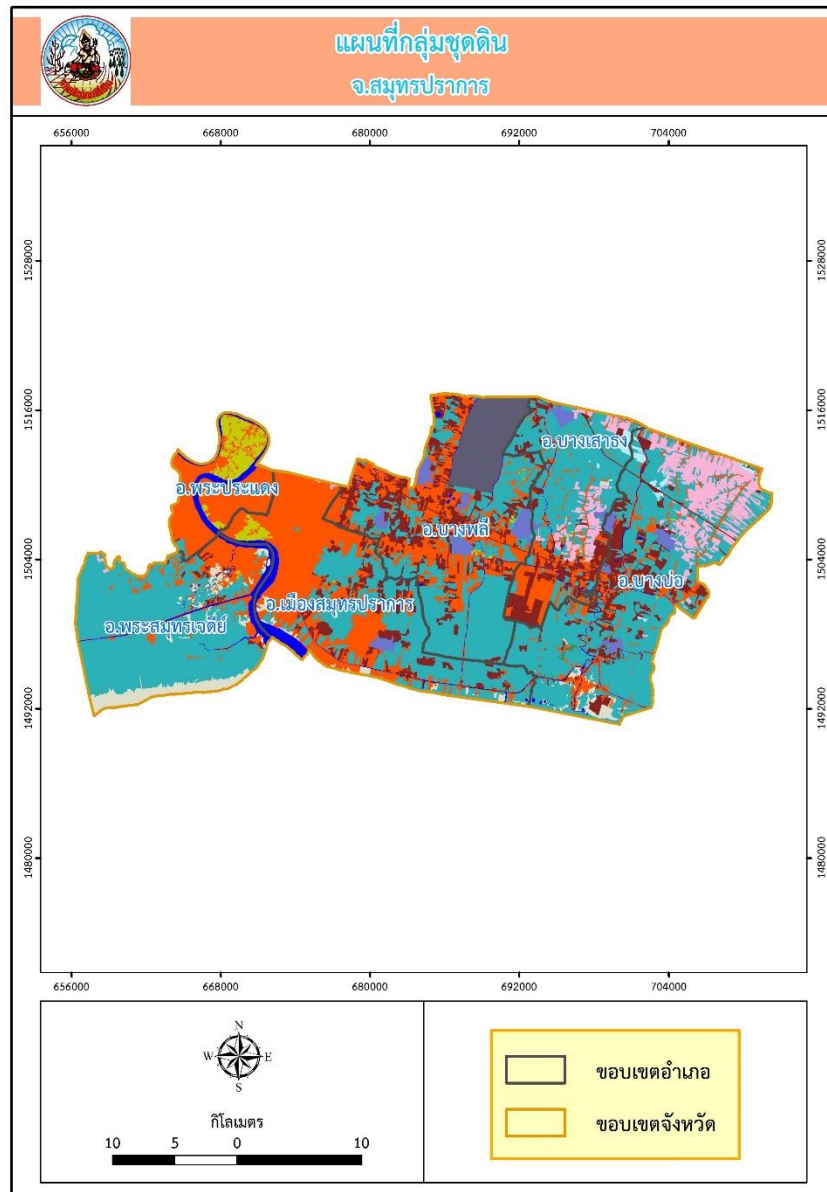 แผนที่กลุ่มชุดดิน
จ.สมุทรปราการ
656000 668000 680000 692000 704000
1528000 1528000
1516000 1516000
อ.บางเสาธง
อ.พระประแดง
อ.บางพลี
1504000 1504000
อ.บางบ่อ
อ.เมืองสมุทรปราการ
อ.พระสมุทรเจดีย์
1492000 1492000
1480000 1480000
656000 668000 680000 692000 704000
N
W E
S
กิโลเมตร
10 5 0 10
ขอบเขตอำเภอ
ขอบเขตจังหวัด